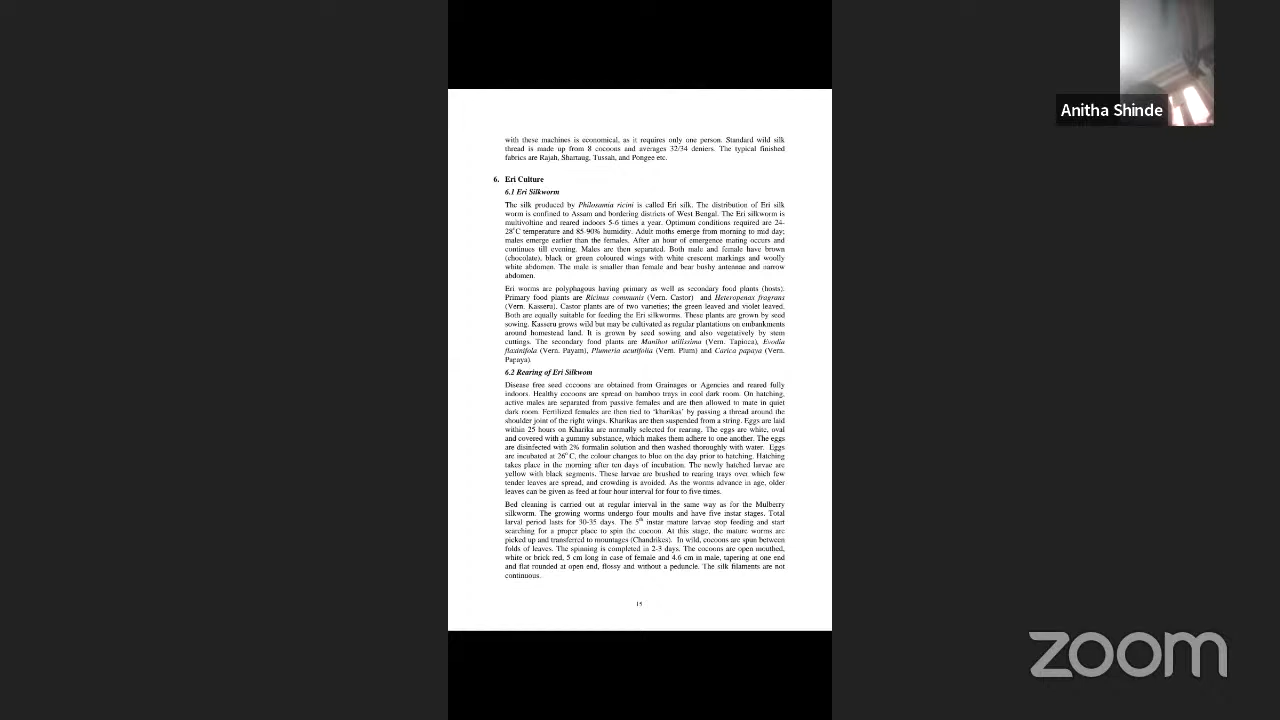 Anitha Shinde
with these machines is economical, as it requires only one person. Standard wild silk
thread is made up from 8 cocoons and averages 32/34 deniers. The typical finished
fabrics are Rajah, Shartaug, Tussah, and Pongee etc.
6. Eri Culture
6.1 Eri Silkworm
The silk produced by Philosamia ricini is called Eri silk. The distribution of Eri silk
worm is confined to Assam and bordering districts of West Bengal. The Eri silkworm is
multivoltine and reared indoors 5-6 times a year. Optimum conditions required are 24-
28°C temperature and 85-90% humidity. Adult moths emerge from morning to mid day;
males emerge earlier than the females. After an hour of emergence mating occurs and
continues till evening. Males are then separated. Both male and female have brown
(chocolate), black or green coloured wings with white crescent markings and woolly
white abdomen. The male is smaller than female and bear bushy antennae and narrow
abdomen.
Eri worms are polyphagous having primary as well as secondary food plants (hosts).
Primary food plants are Ricinus communis (Vern. Castor) and Heteropenax fragrans
(Vern. Kasseru). Castor plants are of two varieties; the green leaved and violet leaved.
Both are equally suitable for feeding the Eri silkworms. These plants are grown by seed
sowing. Kasseru grows wild but may be cultivated as regular plantations on embankments
around homestead land. It is grown by seed sowing and also vegetatively by stem
cuttings. The secondary food plants are Manihot utilissima (Vern. Tapioca), Evodia
flaxinifola (Vern. Payam), Plumeria acutifolia (Vern. Plum) and Carica papaya (Vern.
Papaya).
6.2 Rearing of Eri Silkwom
Disease free seed cocoons are obtained from Grainages or Agencies and reared fully
indoors. Healthy cocoons are spread on bamboo trays in cool dark room. On hatching,
active males are separated from passive females and are then allowed to mate in quiet
dark room. Fertilized females are then tied to 'kharikas' by passing a thread around the
shoulder joint of the right wings. Kharikas are then suspended from a string. Eggs are laid
within 25 hours on Kharika are normally selected for rearing. The eggs are white, oval
and covered with a gummy substance, which makes them adhere to one another. The eggs
are disinfected with 2% formalin solution and then washed thoroughly with water. Eggs
are incubated at 26°C, the colour changes to blue on the day prior to hatching. Hatching
takes place in the morning after ten days of incubation. The newly hatched larvae are
yellow with black segments. These larvae are brushed to rearing trays over which few
tender leaves are spread, and crowding is avoided. As the worms advance in age, older
leaves can be given as feed at four hour interval for four to five times.
Bed cleaning is carried out at regular interval in the same way as for the Mulberry
silkworm. The growing worms undergo four moults and have five instar stages. Total
larval period lasts for 30-35 days. The 5th instar mature larvae stop feeding and start
searching for a proper place to spin the cocoon. At this stage, the mature worms are
picked up and transferred to mountages (Chandrikes). In wild, cocoons are spun between
folds of leaves. The spinning is completed in 2-3 days. The cocoons are open mouthed,
white or brick red, 5 cm long in case of female and 4.6 cm in male, tapering at one end
and flat rounded at open end, flossy and without a peduncle. The silk filaments are not
continuous.
15
zoom